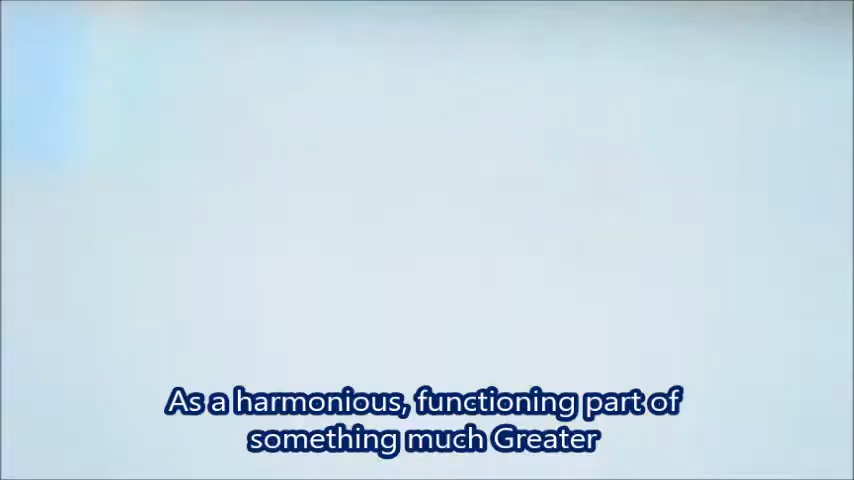 As a harmonious, functioning part of
something much Greater